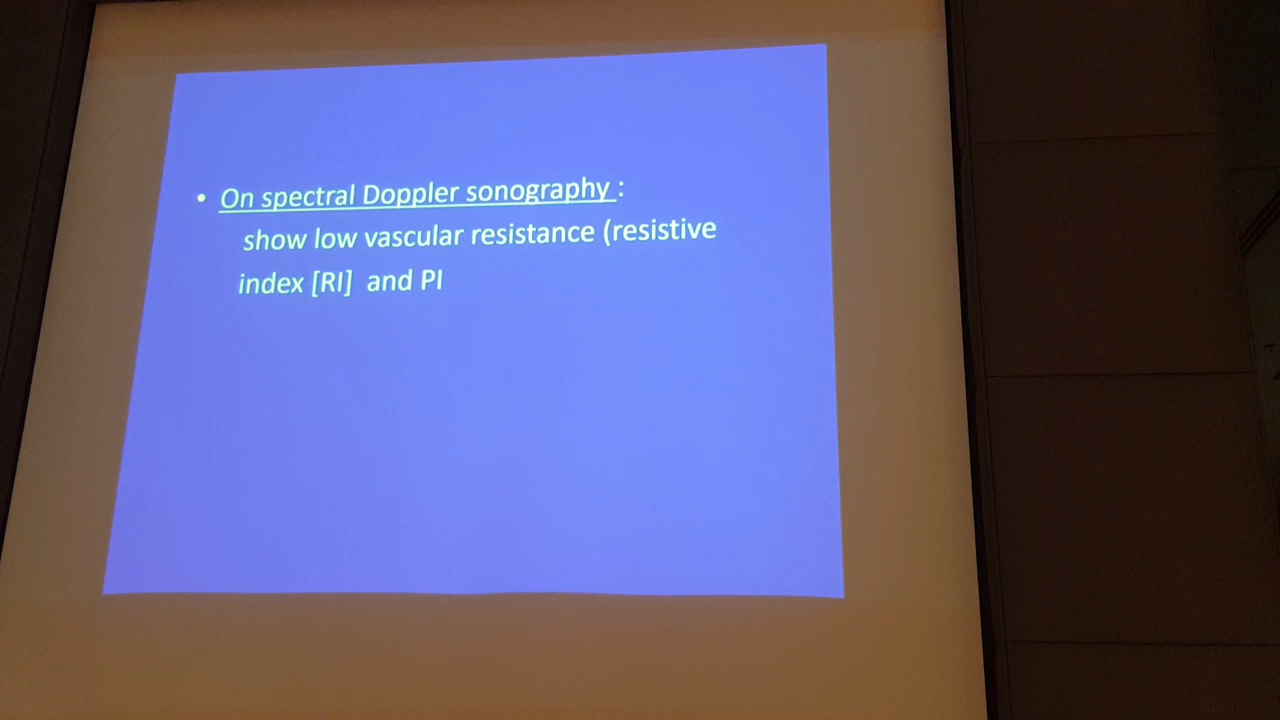 • On spectral Doppler sonography :
show low vascular resistance (resistive
index [RI]  and PI